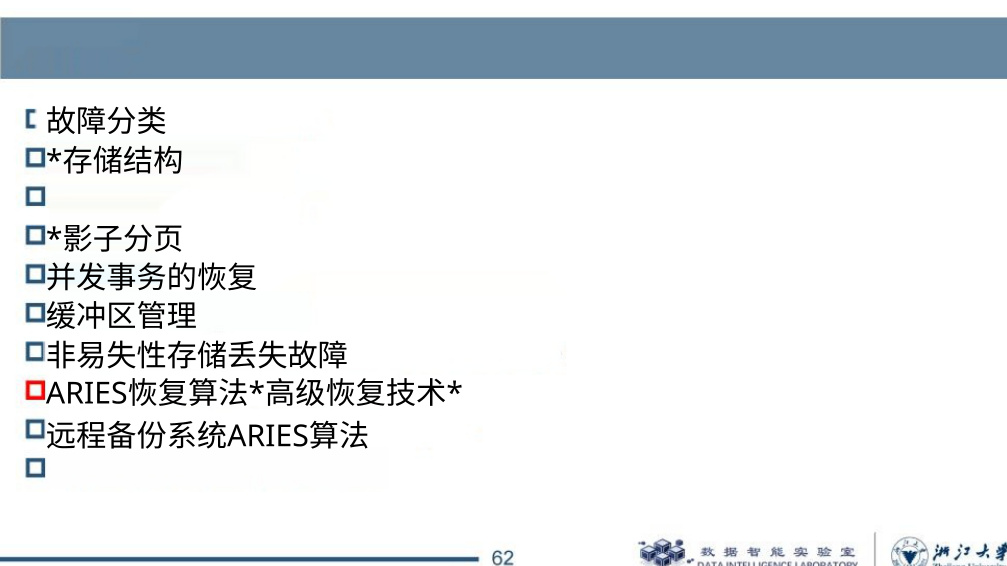 故障分类
*存储结构
*影子分页
并发事务的恢复
缓冲区管理
非易失性存储丢失故障
ARIES恢复算法*高级恢复技术*
远程备份系统ARIES算法
62
数据智能实验室
DATA INTELLIGENCE LABORATORY
浙江大学